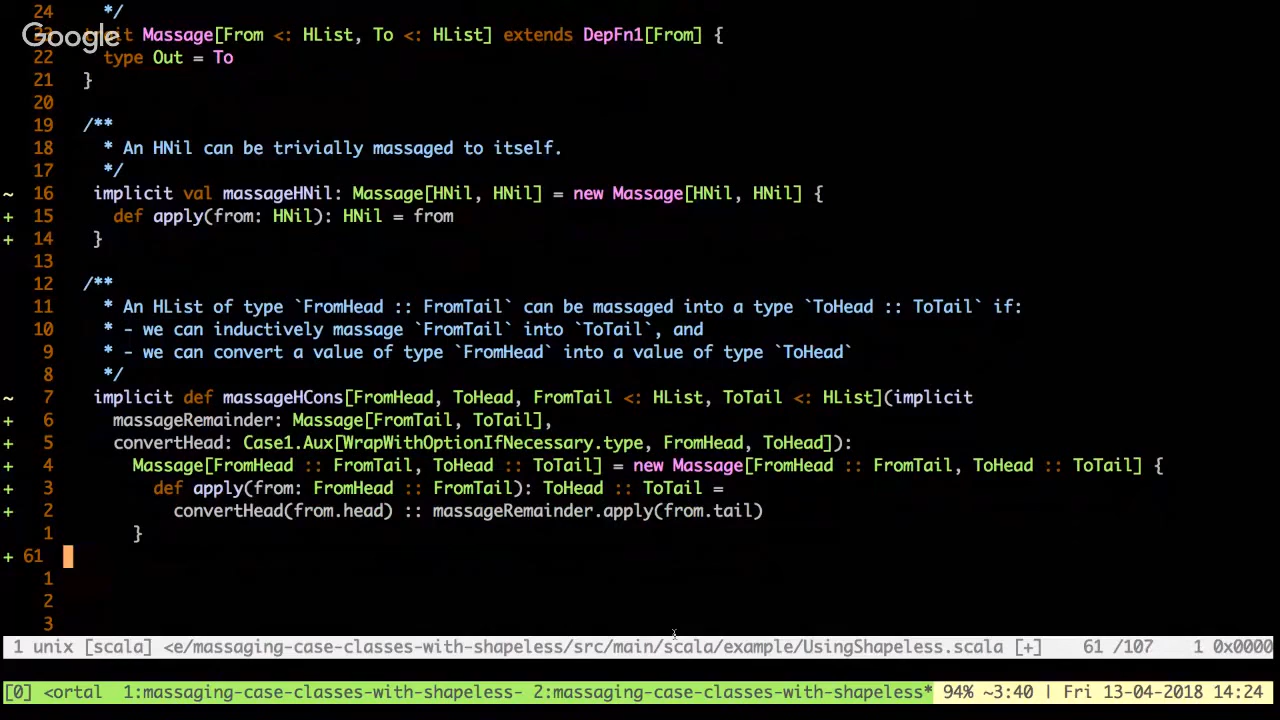 24 */
23 trait Massage[From <: HList, To <: HList] extends DepFn1[From] {
Google
22 type Out = To
21 }
20
19 /**
18 * An HNil can be trivially massaged to itself.
17 */
~ 16 implicit val massageHNil: Massage[HNil, HNil] = new Massage[HNil, HNil] {
+ 15 def apply(from: HNil): HNil = from
+ 14 }
13
12 /**
11 * An HList of type `FromHead :: FromTail` can be massaged into a type `ToHead :: ToTail` if:
10 * - we can inductively massage `FromTail` into `ToTail`, and
9 * - we can convert a value of type `FromHead` into a value of type `ToHead`
8 */
~ 7 implicit def massageHCons[FromHead, ToHead, FromTail <: HList, ToTail <: HList](implicit
+ 6 massageRemainder: Massage[FromTail, ToTail],
+ 5 convertHead: Case1.Aux[WrapWithOptionIfNecessary.type, FromHead, ToHead]):
+ 4 Massage[FromHead :: FromTail, ToHead :: ToTail] = new Massage[FromHead :: FromTail, ToHead :: ToTail] {
+ 3 def apply(from: FromHead :: FromTail): ToHead :: ToTail =
+ 2 convertHead(from.head) :: massageRemainder.apply(from.tail)
1 }
+ 61
1
2
3
1 unix [scala] <e/massaging-case-classes-with-shapeless/src/main/scala/example/UsingShapeless.scala [+] 61 /107 1 0x0000
[0] <ortal 1:massaging-case-classes-with-shapeless- 2:massaging-case-classes-with-shapeless* 94% ~3:40 | Fri 13-04-2018 14:24